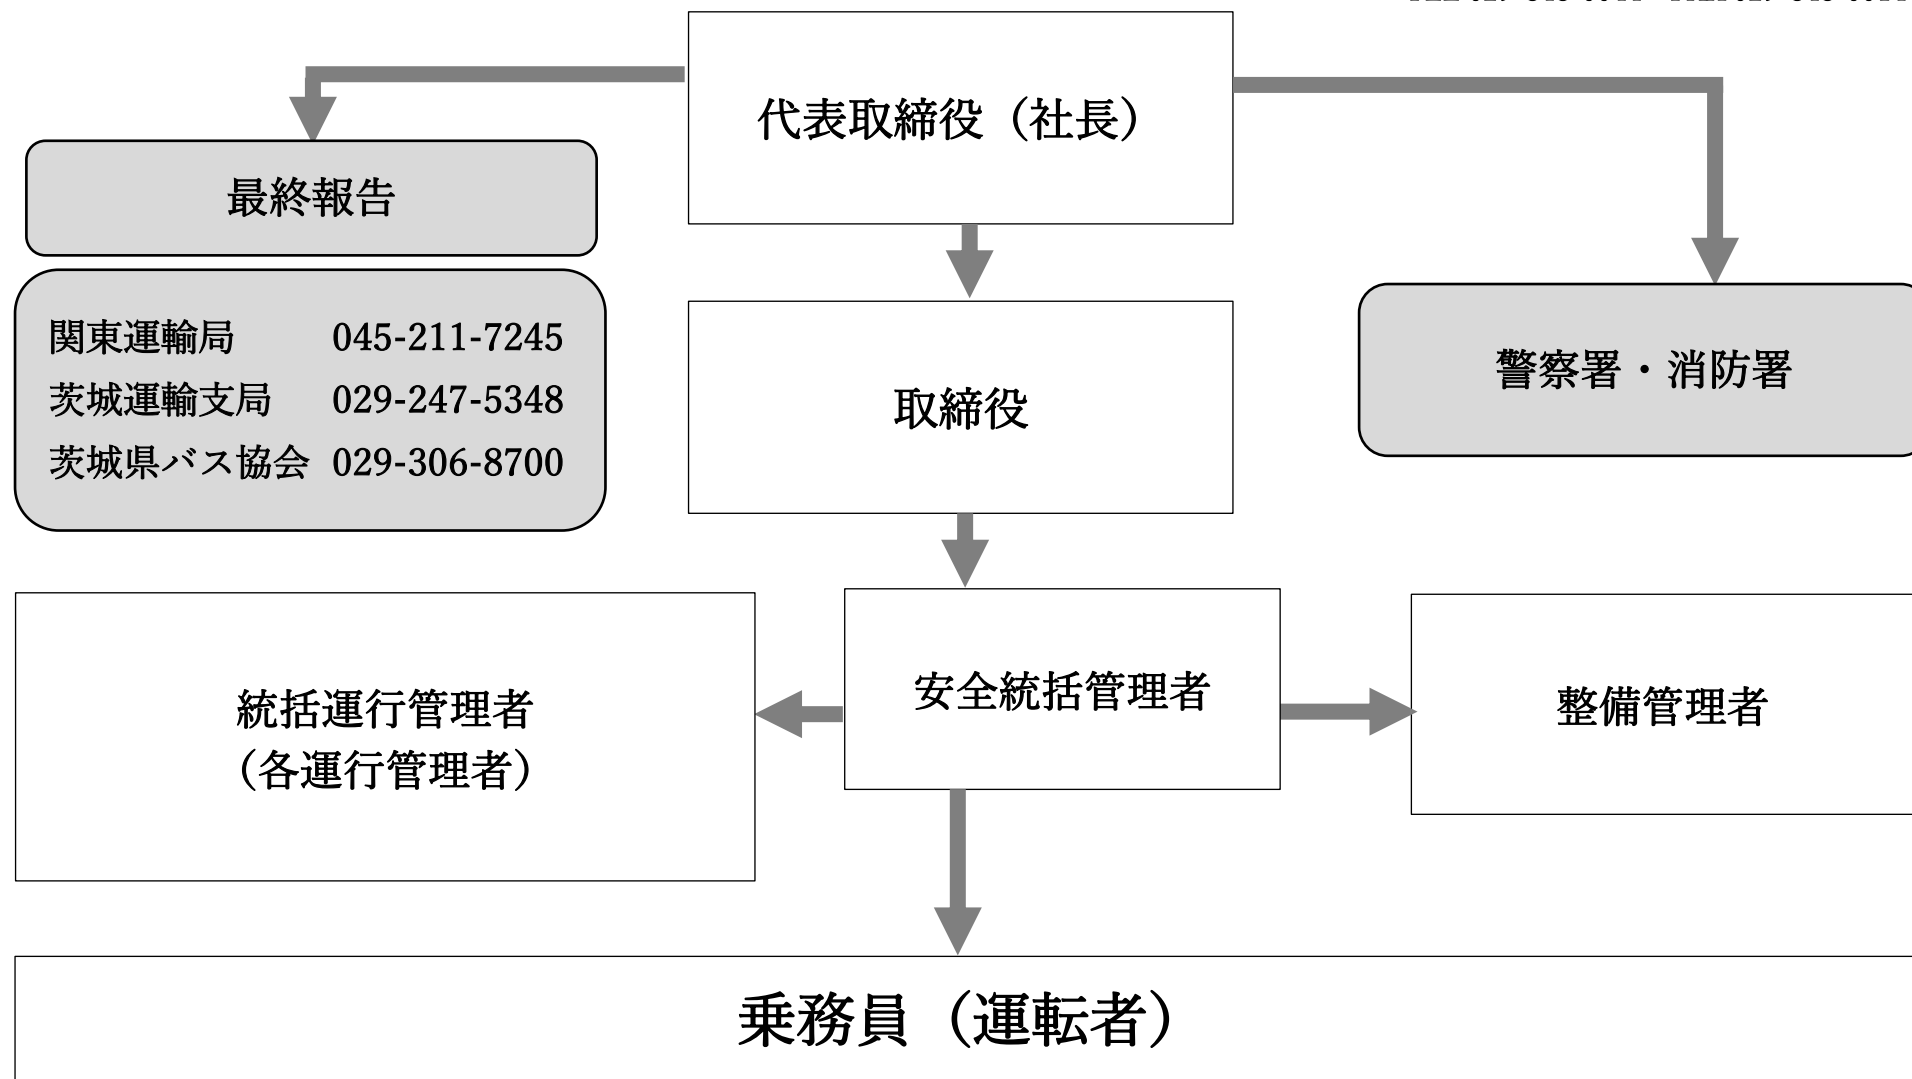 代表取締役（社長）
最終報告
関東運輸局 045-211-7245
茨城運輸支局 029-247-5348
茨城県バス協会 029-306-8700
取締役
警察署・消防署
統括運行管理者
（各運行管理者）
安全統括管理者
整備管理者
乗務員（運転者）